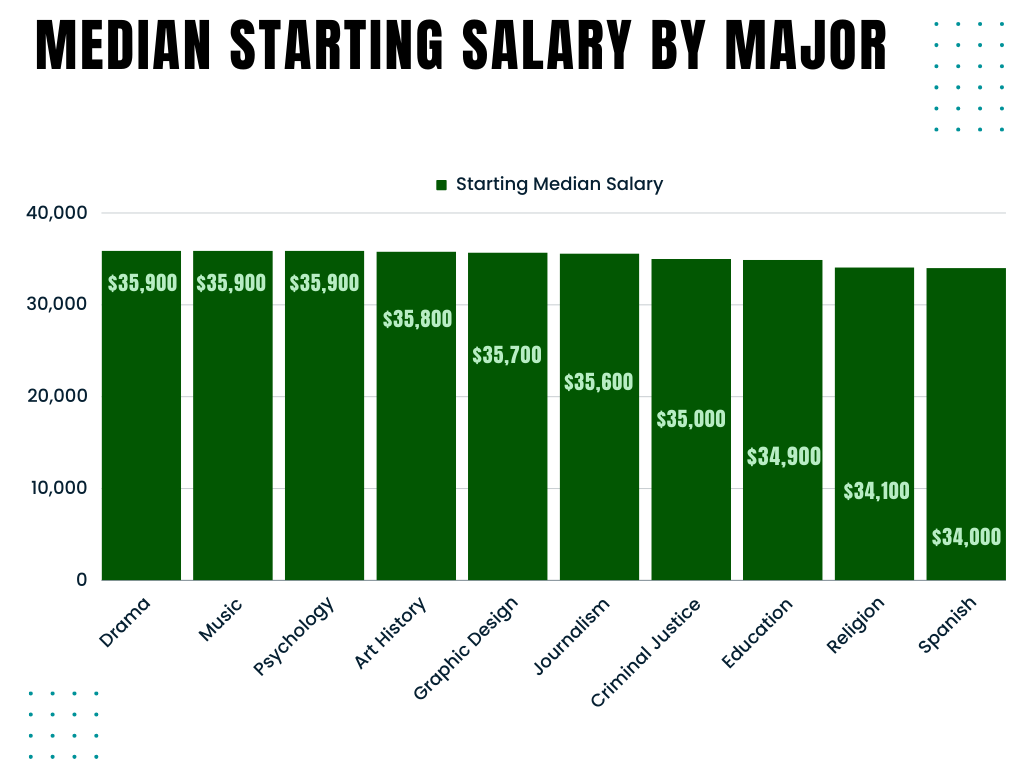 MEDIAN STARTING SALARY BY MAJOR
Starting Median Salary
40,000
30,000
20,000
10,000
0
$35,900
$35,900
$35,900
$35,800
$35,700
$35,600
$35,000
$34,900
$34,100
$34,000
Drama
Music
Psychology
Art History
Graphic Design
Journalism
Criminal Justice
Education
Religion
Spanish